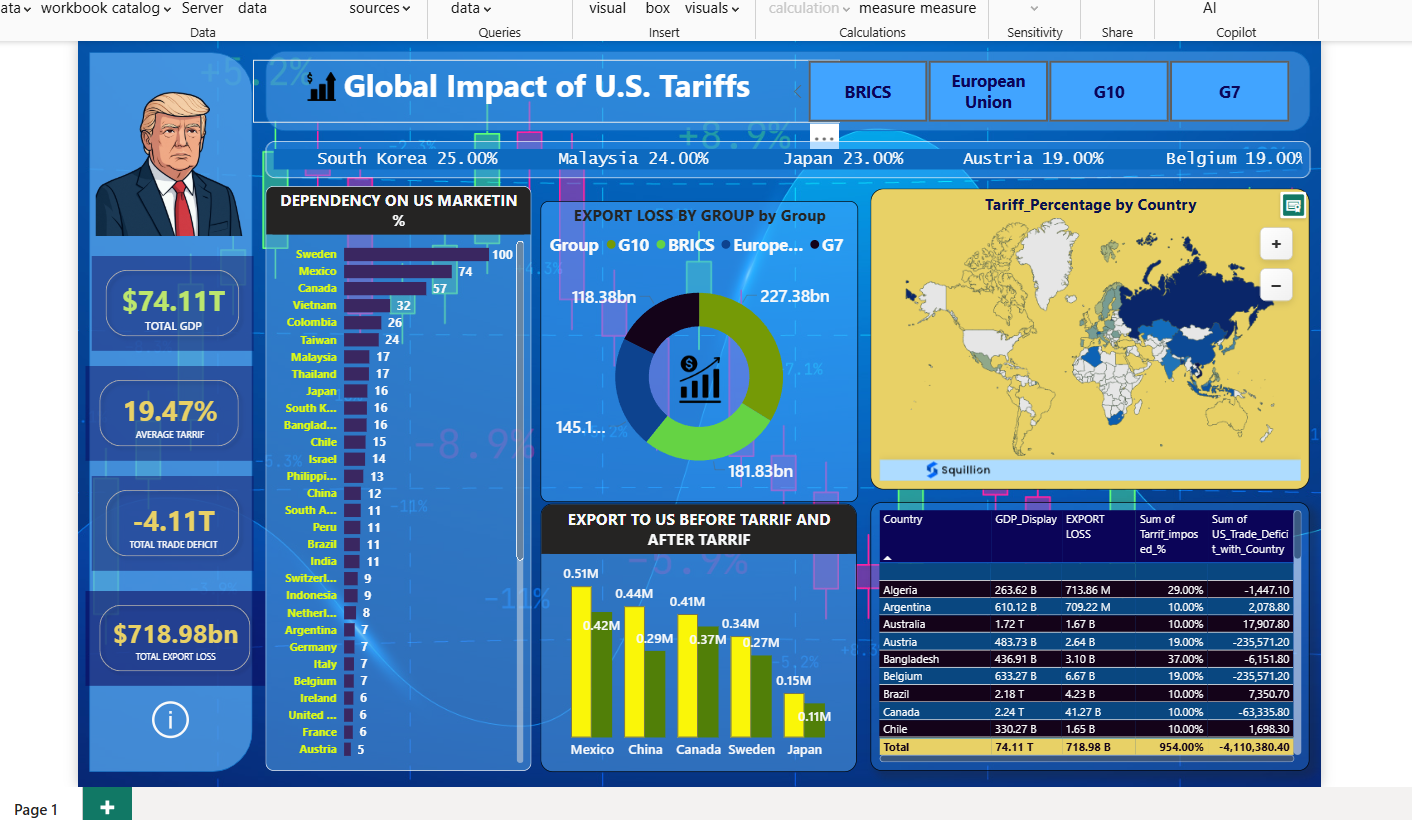 ata workbook catalog Server data sources data visual box visuals calculation measure measure AI
Data Queries Insert Calculations Sensitivity Share Copilot
+5.2%
Global Impact of U.S. Tariffs
BRICS
European
Union
G10
G7
+8.9%
...
South Korea 25.00% Malaysia 24.00% Japan 23.00% Austria 19.00% Belgium 19.00%
$74.11T
TOTAL GDP
19.47%
AVERAGE TARRIF
-4.11T
TOTAL TRADE DEFICIT
$718.98bn
TOTAL EXPORT LOSS
i
DEPENDENCY ON US MARKETIN
%
Sweden 100
Mexico 74
Canada 57
Vietnam 32
Colombia 26
Taiwan 24
Malaysia 17
Thailand 17
Japan 16
South K... 16
Banglad... 16
Chile 15
Israel 14
Philippi... 13
China 12
South A... 11
Peru 11
Brazil 11
India 11
Switzerl... 9
Indonesia 9
Netherl... 8
Argentina 7
Germany 7
Italy 7
Belgium 7
Ireland 6
United ... 6
France 6
Austria 5
-8.9%
-11%
-11%
EXPORT LOSS BY GROUP by Group
Group G10 BRICS Europe... G7
118.38bn
227.38bn
145.1...
181.83bn
EXPORT TO US BEFORE TARRIF AND
AFTER TARRIF
0.51M
0.42M
0.44M
0.29M
0.41M
0.37M
0.34M
0.27M
0.15M
0.11M
Mexico China Canada Sweden Japan
-5.2%
Tariff_Percentage by Country
+
−
Squillion
Country GDP_Display EXPORT Sum of Sum of
LOSS Tarrif_impos US_Trade_Defici
ed_% t_with_Country
Algeria 263.62 B 713.86 M 29.00% -1,447.10
Argentina 610.12 B 709.22 M 10.00% 2,078.80
Australia 1.72 T 1.67 B 10.00% 17,907.80
Austria 483.73 B 2.64 B 19.00% -235,571.20
Bangladesh 436.91 B 3.10 B 37.00% -6,151.80
Belgium 633.27 B 6.67 B 19.00% -235,571.20
Brazil 2.18 T 4.23 B 10.00% 7,350.70
Canada 2.24 T 41.27 B 10.00% -63,335.80
Chile 330.27 B 1.65 B 10.00% 1,698.30
Total 74.11 T 718.98 B 954.00% -4,110,380.40
Page 1
+